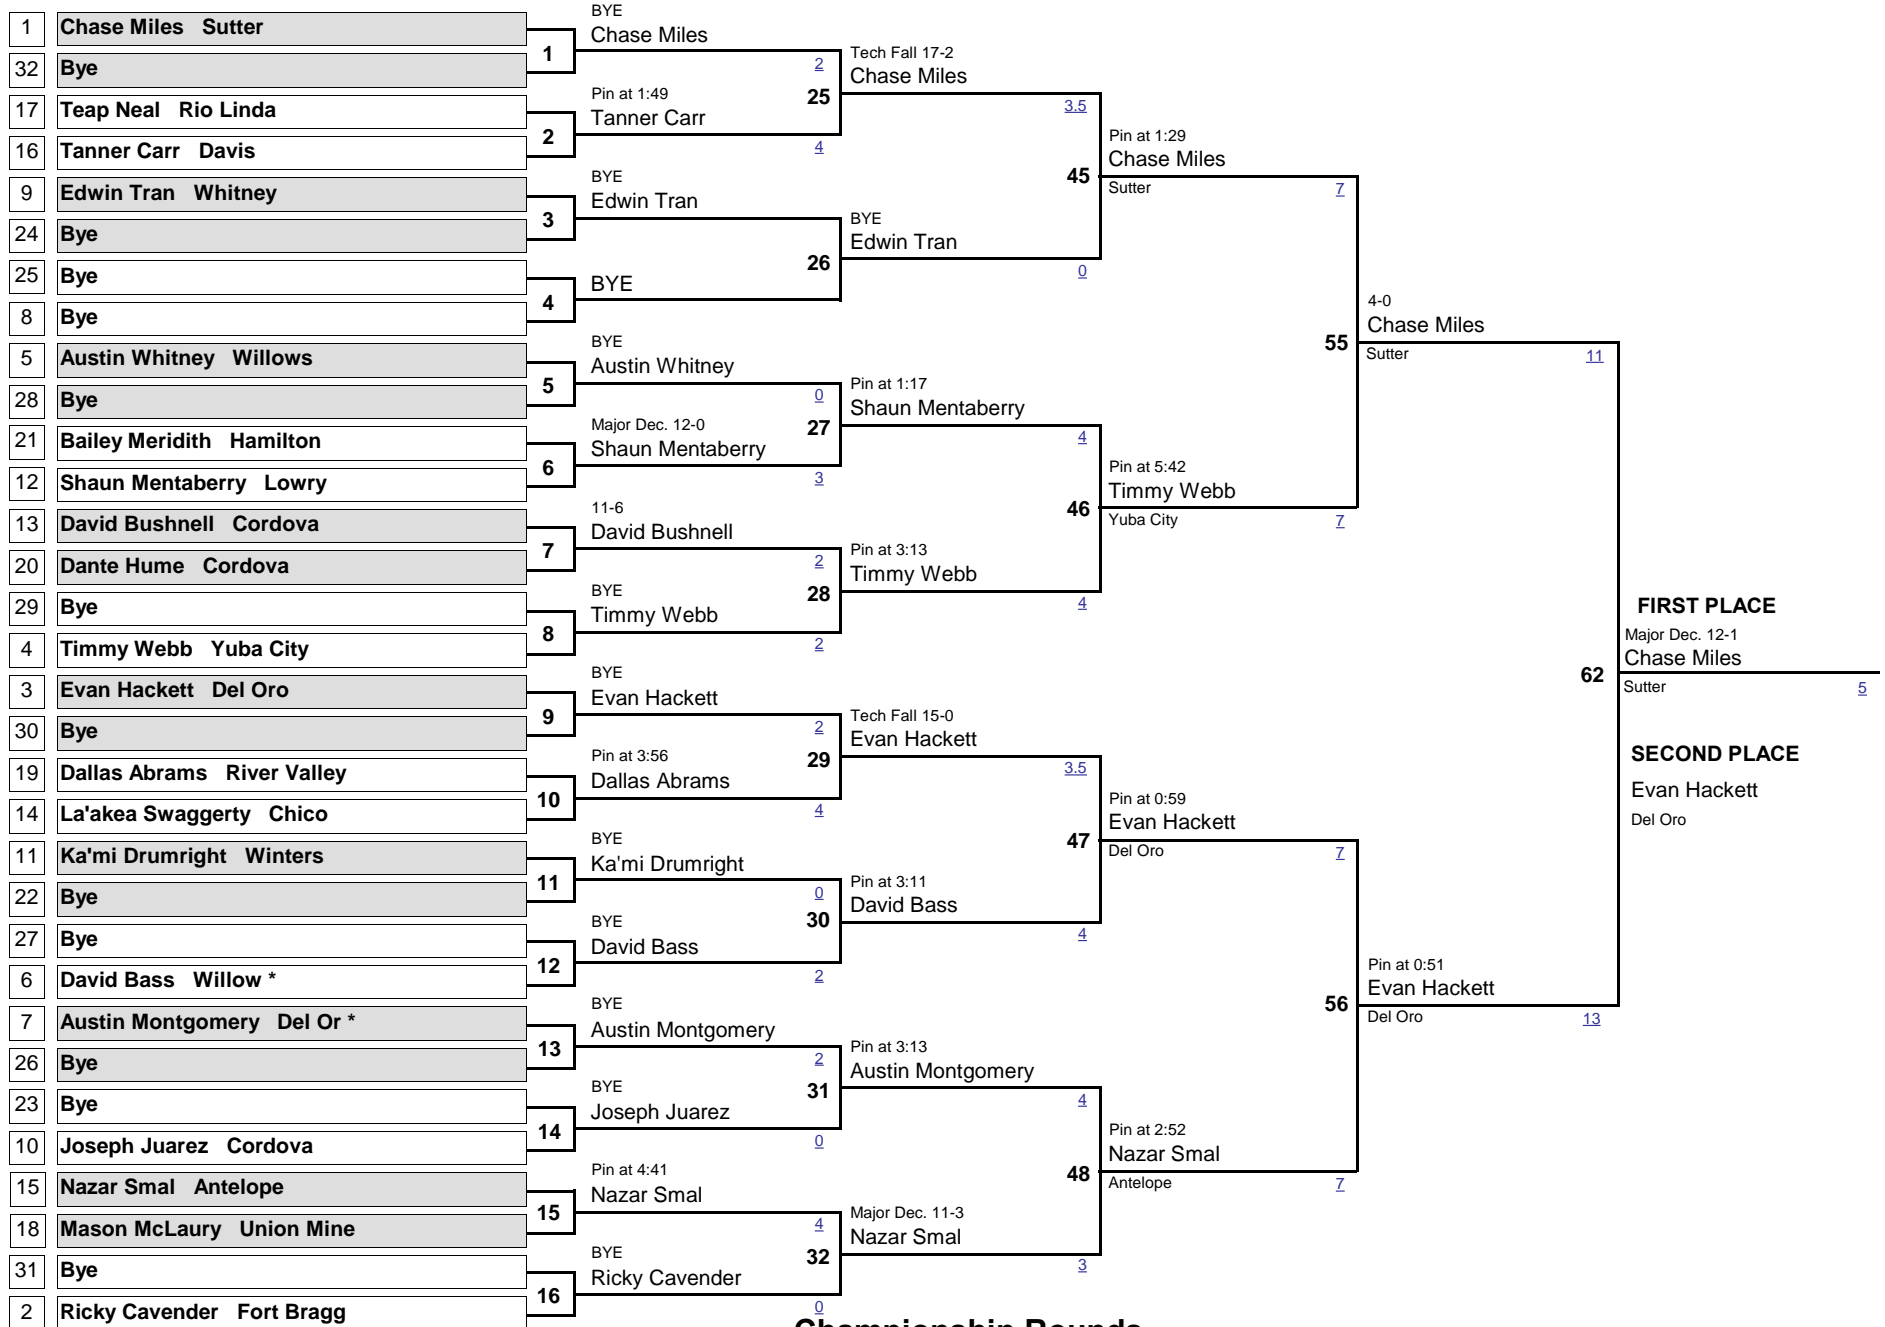 1 Chase Miles Sutter
32 Bye
17 Teap Neal Rio Linda
16 Tanner Carr Davis
9 Edwin Tran Whitney
24 Bye
25 Bye
8 Bye
5 Austin Whitney Willows
28 Bye
21 Bailey Meridith Hamilton
12 Shaun Mentaberry Lowry
13 David Bushnell Cordova
20 Dante Hume Cordova
29 Bye
4 Timmy Webb Yuba City
3 Evan Hackett Del Oro
30 Bye
19 Dallas Abrams River Valley
14 La'akea Swaggerty Chico
11 Ka'mi Drumright Winters
22 Bye
27 Bye
6 David Bass Willow *
7 Austin Montgomery Del Or *
26 Bye
23 Bye
10 Joseph Juarez Cordova
15 Nazar Smal Antelope
18 Mason McLaury Union Mine
31 Bye
2 Ricky Cavender Fort Bragg
1
2
3
4
5
6
7
8
9
10
11
12
13
14
15
16
BYE
Chase Miles
2
Pin at 1:49
Tanner Carr
4
BYE
Edwin Tran
BYE
BYE
Austin Whitney
0
Major Dec. 12-0
Shaun Mentaberry
3
11-6
David Bushnell
2
BYE
Timmy Webb
2
BYE
Evan Hackett
2
Pin at 3:56
Dallas Abrams
4
BYE
Ka'mi Drumright
0
BYE
David Bass
2
BYE
Austin Montgomery
2
BYE
Joseph Juarez
0
Pin at 4:41
Nazar Smal
4
BYE
Ricky Cavender
0
25
26
27
28
29
30
31
32
Tech Fall 17-2
Chase Miles
3.5
BYE
Edwin Tran
0
Pin at 1:17
Shaun Mentaberry
4
Pin at 3:13
Timmy Webb
4
Tech Fall 15-0
Evan Hackett
3.5
Pin at 3:11
David Bass
4
Pin at 3:13
Austin Montgomery
4
Major Dec. 11-3
Nazar Smal
3
45
46
47
48
Pin at 1:29
Chase Miles
Sutter
7
Pin at 5:42
Timmy Webb
Yuba City
7
Pin at 0:59
Evan Hackett
Del Oro
7
Pin at 2:52
Nazar Smal
Antelope
7
55
56
4-0
Chase Miles
Sutter
11
Pin at 0:51
Evan Hackett
Del Oro
13
62
FIRST PLACE
Major Dec. 12-1
Chase Miles
Sutter
5
SECOND PLACE
Evan Hackett
Del Oro
Championship Rounds